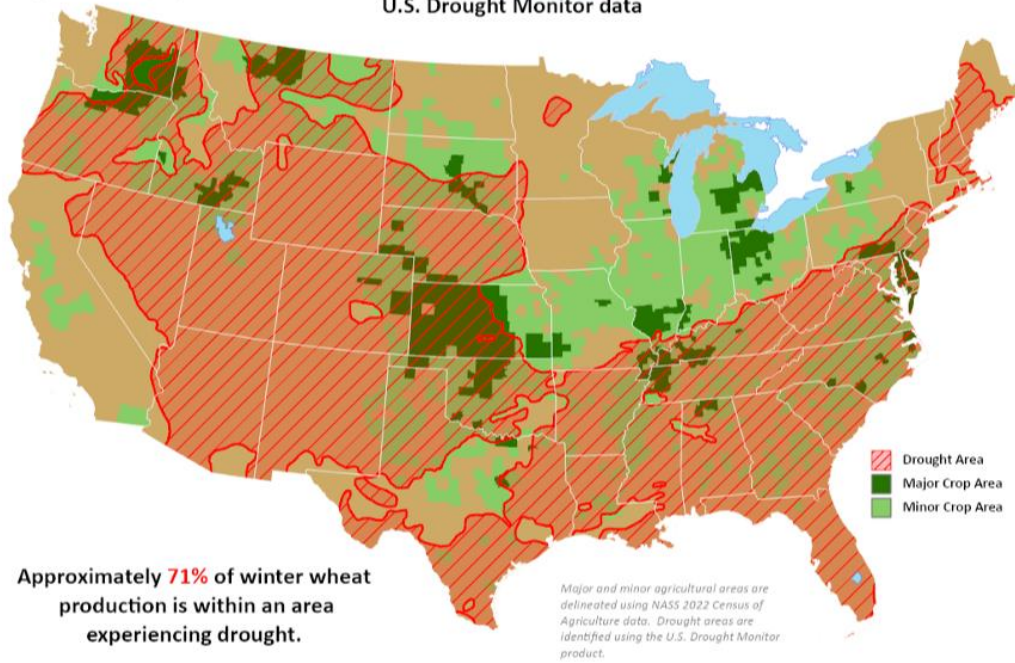 U.S. Drought Monitor data
Drought Area
Major Crop Area
Minor Crop Area
Approximately 71% of winter wheat
production is within an area
experiencing drought.
Major and minor agricultural areas are
delineated using NASS 2022 Census of
Agriculture data. Drought areas are
identified using the U.S. Drought Monitor
product.